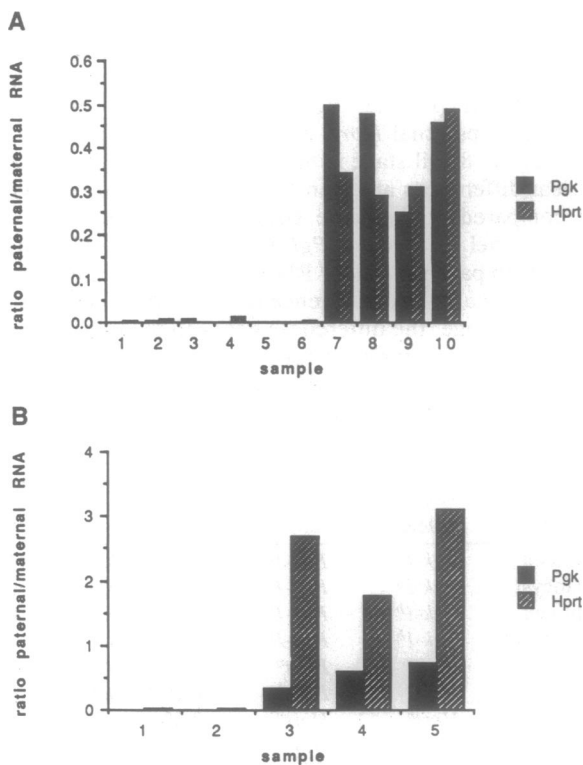 A
ratio paternal/maternal RNA
0.6
0.5
0.4
0.3
0.2
0.1
0.0
1 2 3 4 5 6 7 8 9 10
sample
Pgk
Hprt
B
ratio paternal/maternal RNA
4
3
2
1
0
1 2 3 4 5
sample
Pgk
Hprt